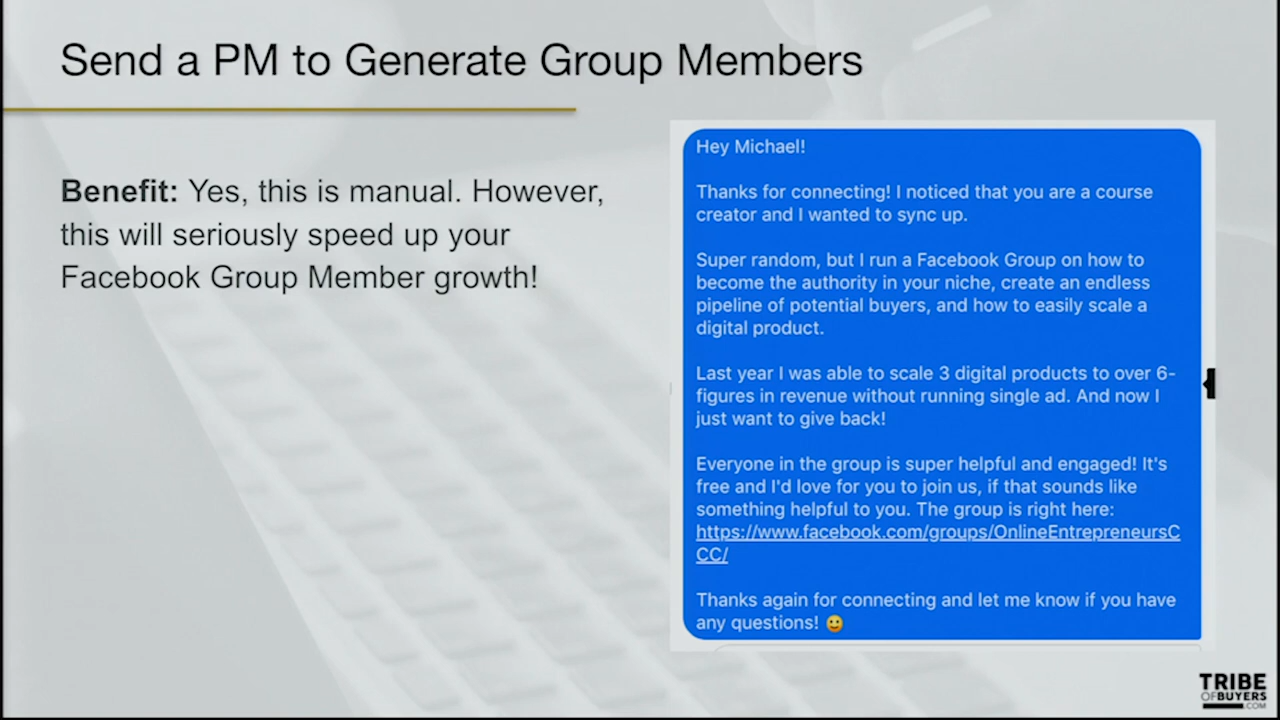 Send a PM to Generate Group Members
Benefit: Yes, this is manual. However,
this will seriously speed up your
Facebook Group Member growth!
Hey Michael!
Thanks for connecting! I noticed that you are a course
creator and I wanted to sync up.
Super random, but I run a Facebook Group on how to
become the authority in your niche, create an endless
pipeline of potential buyers, and how to easily scale a
digital product.
Last year I was able to scale 3 digital products to over 6-
figures in revenue without running single ad. And now I
just want to give back!
Everyone in the group is super helpful and engaged! It's
free and I'd love for you to join us, if that sounds like
something helpful to you. The group is right here:
https://www.facebook.com/groups/OnlineEntrepreneursC
CC/
Thanks again for connecting and let me know if you have
any questions! 😀
TRIBE
OF BUYERS
.COM